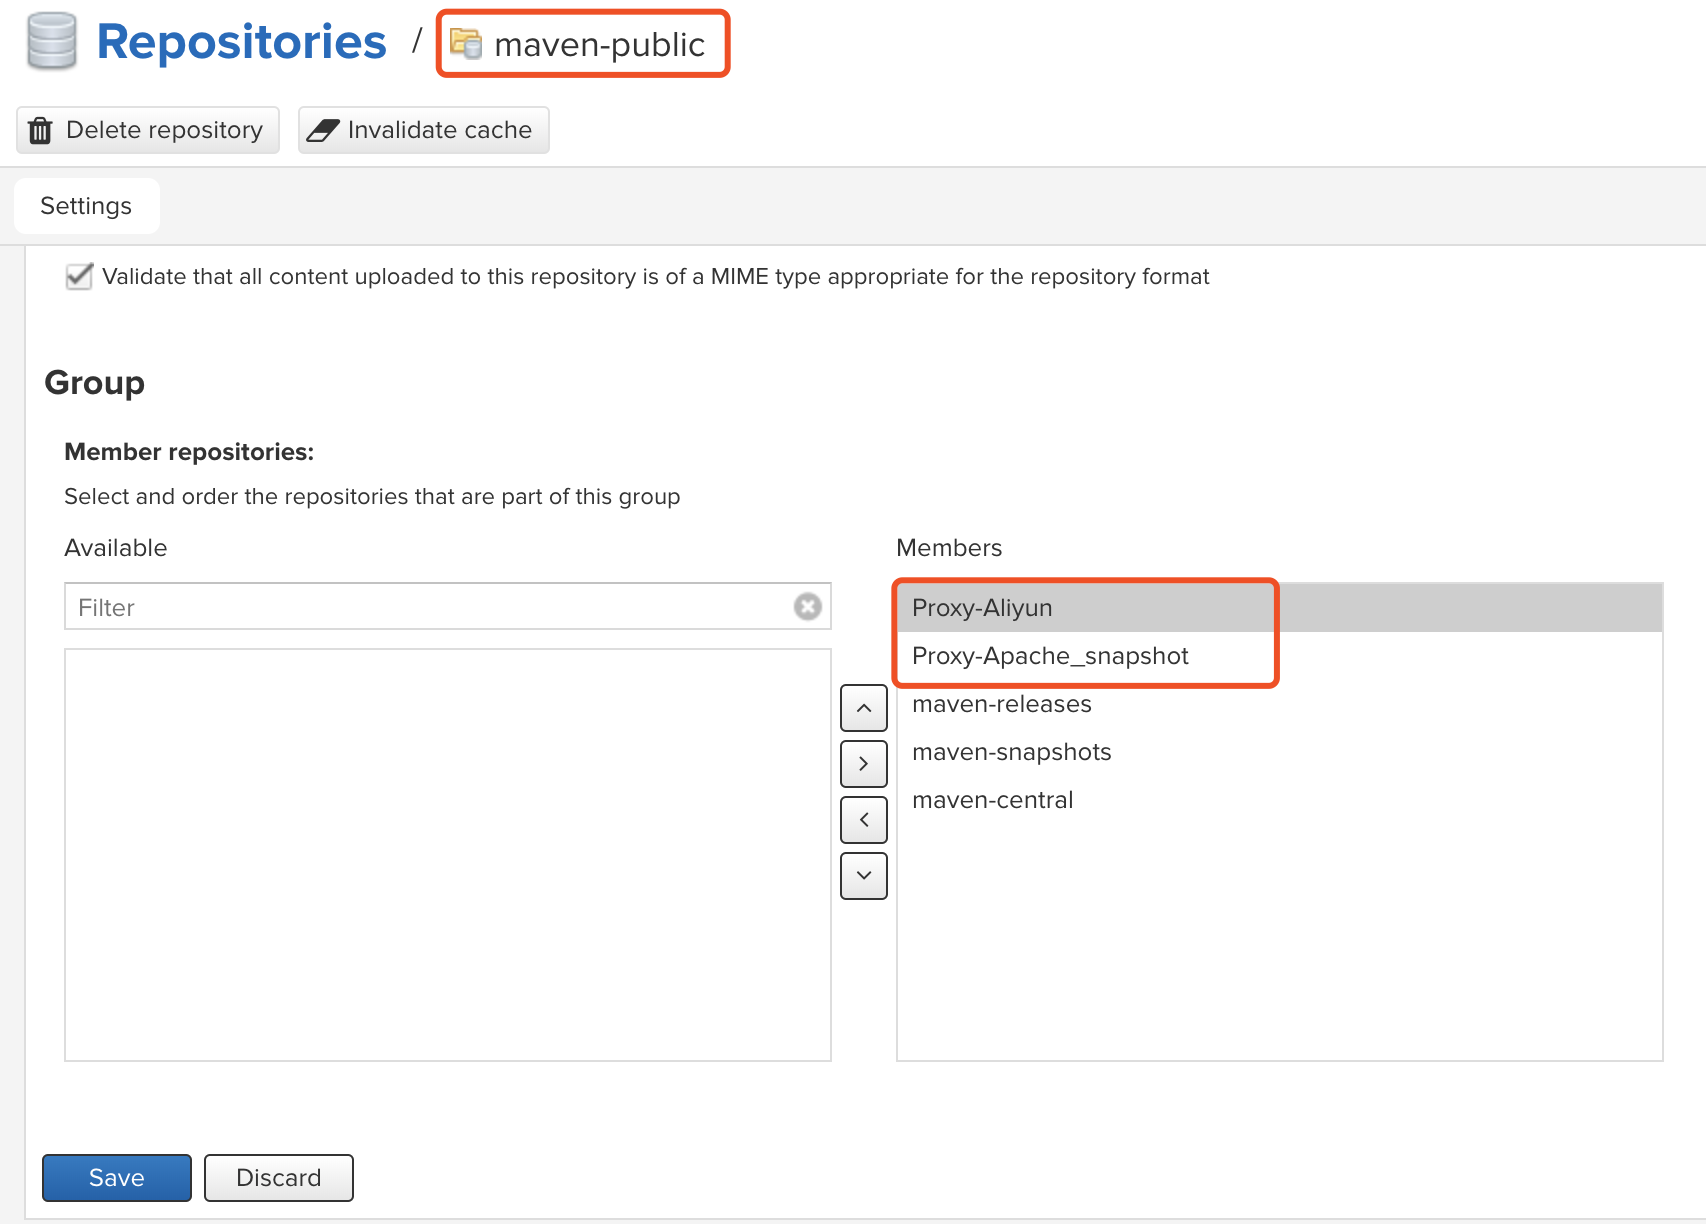 Repositories / maven-public
Delete repository
Invalidate cache
Settings
Validate that all content uploaded to this repository is of a MIME type appropriate for the repository format
Group
Member repositories:
Select and order the repositories that are part of this group
Available
Filter
Members
Proxy-Aliyun
Proxy-Apache_snapshot
maven-releases
maven-snapshots
maven-central
Save
Discard